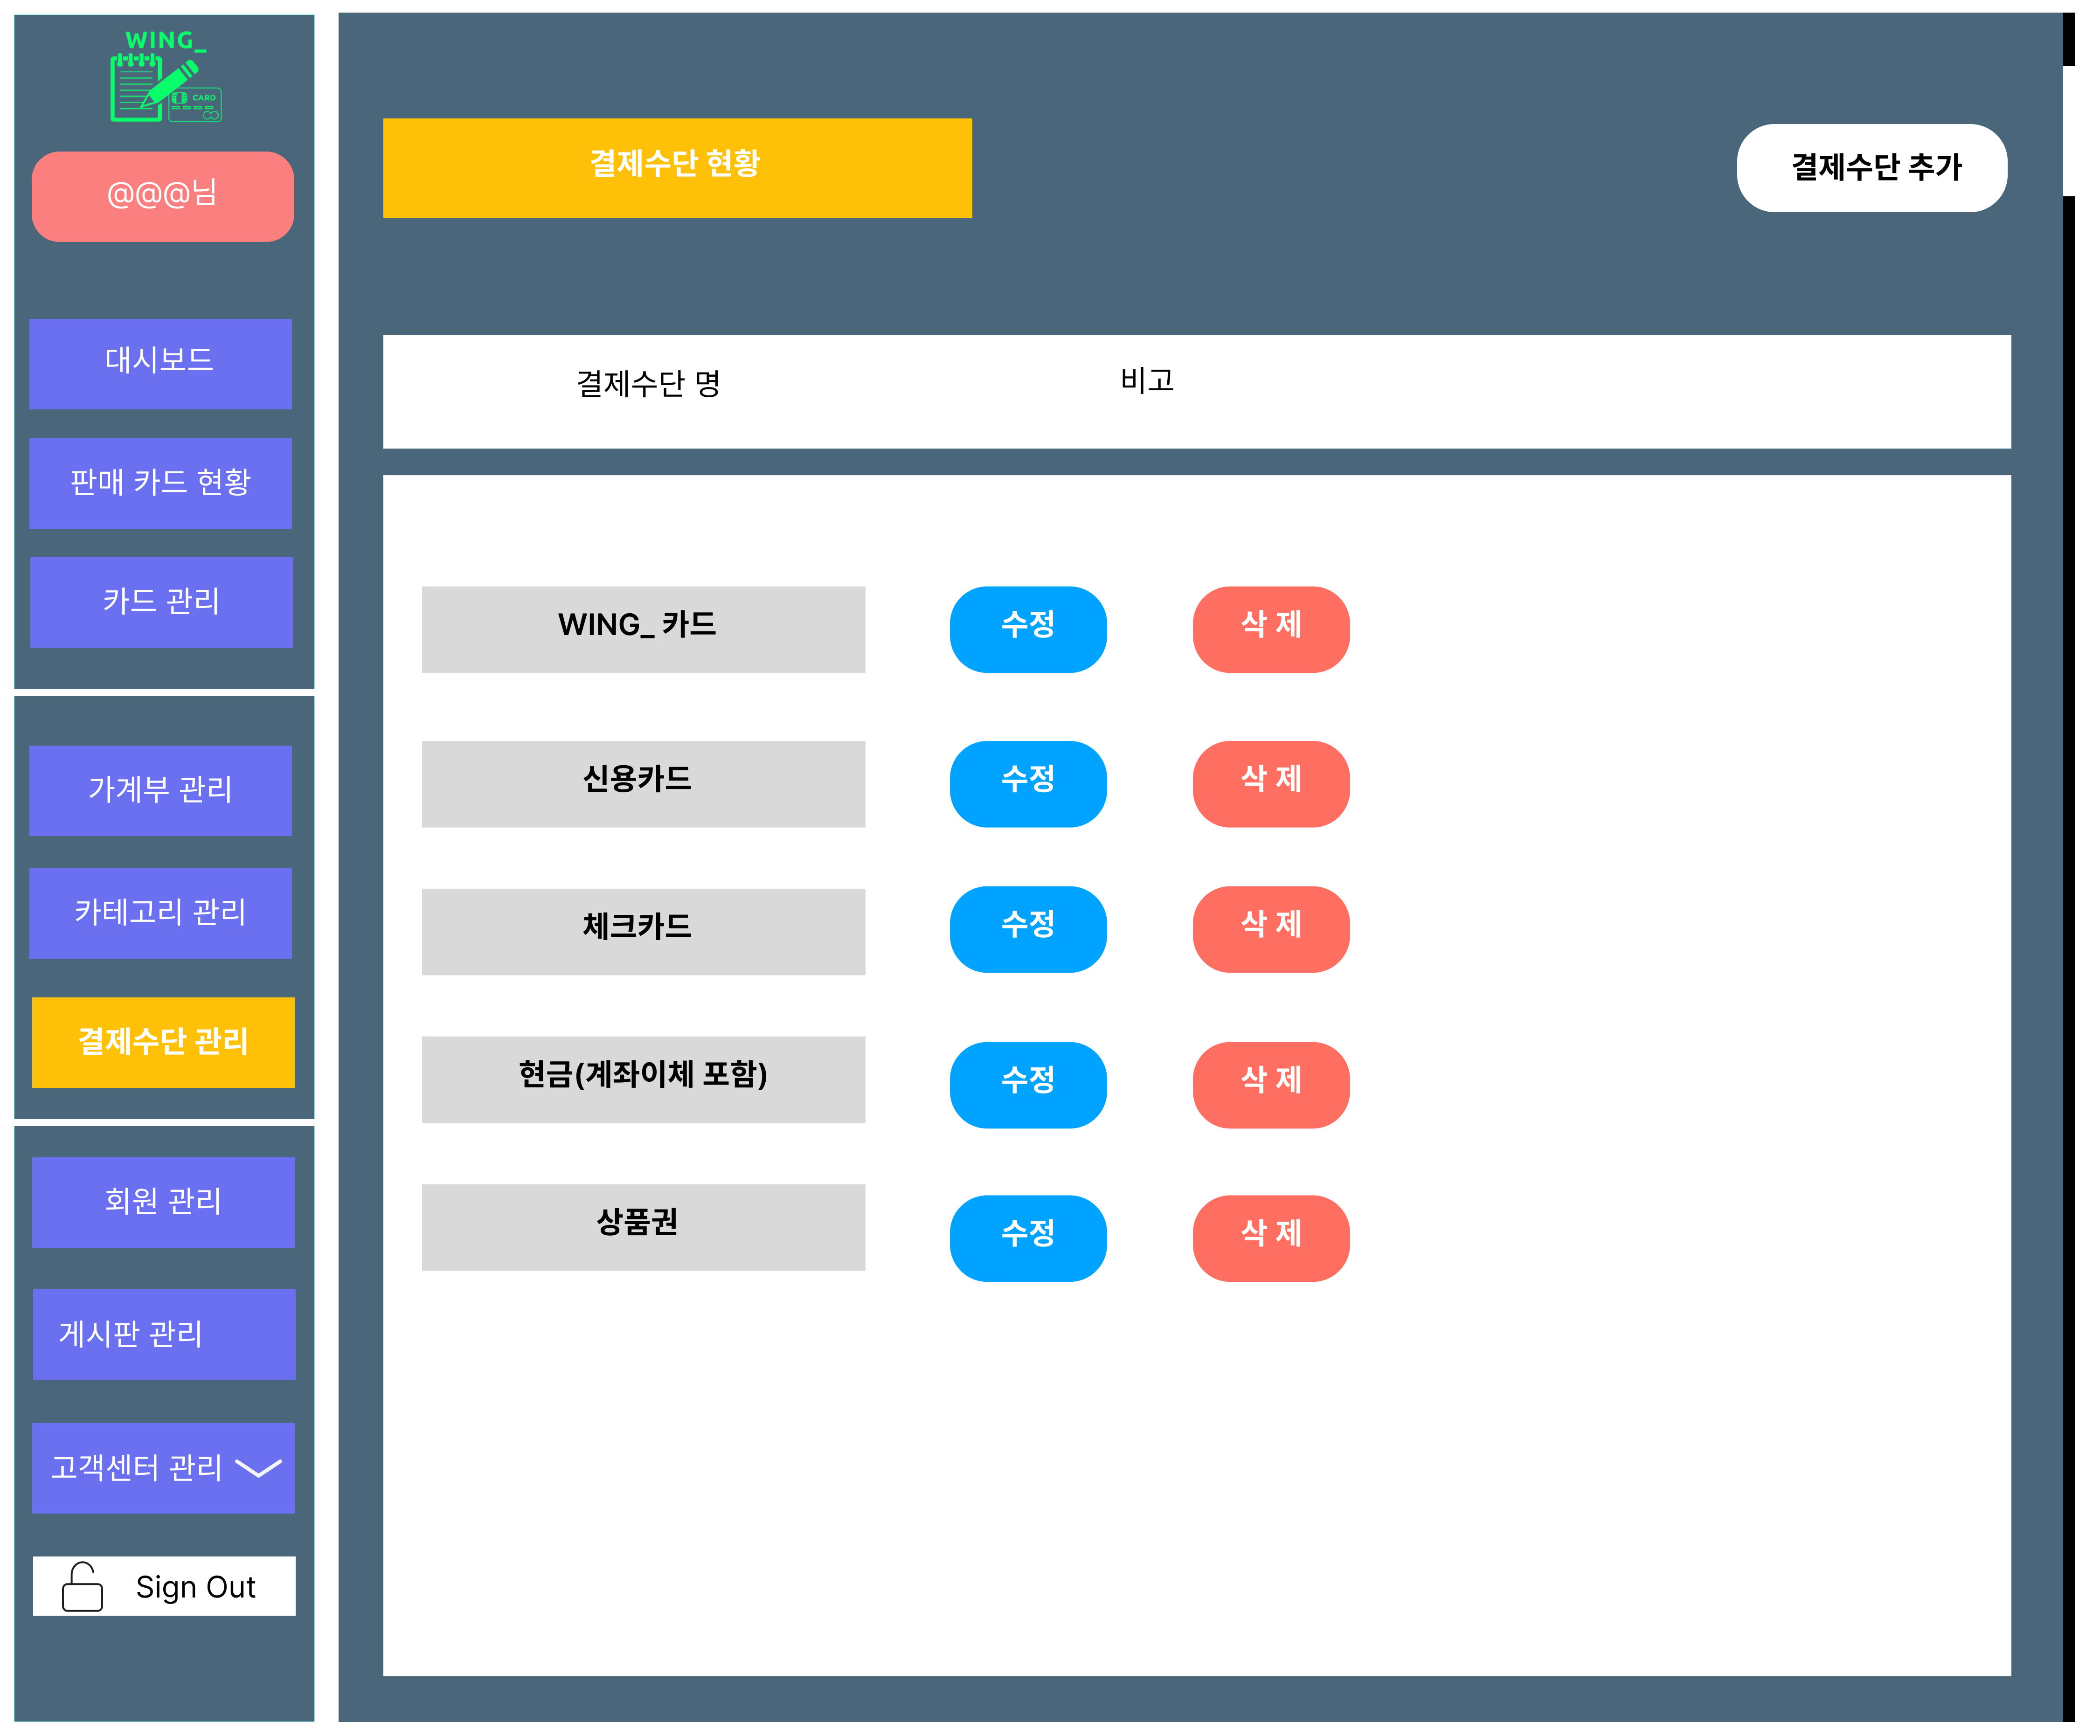 WING_
CARD
@@@님
대시보드
판매 카드 현황
카드 관리
가계부 관리
카테고리 관리
결제수단 관리
회원 관리
게시판 관리
고객센터 관리
Sign Out
결제수단 현황
결제수단 추가
결제수단 명 비고
WING_ 카드 수정 삭 제
신용카드 수정 삭 제
체크카드 수정 삭 제
현금(계좌이체 포함) 수정 삭 제
상품권 수정 삭 제